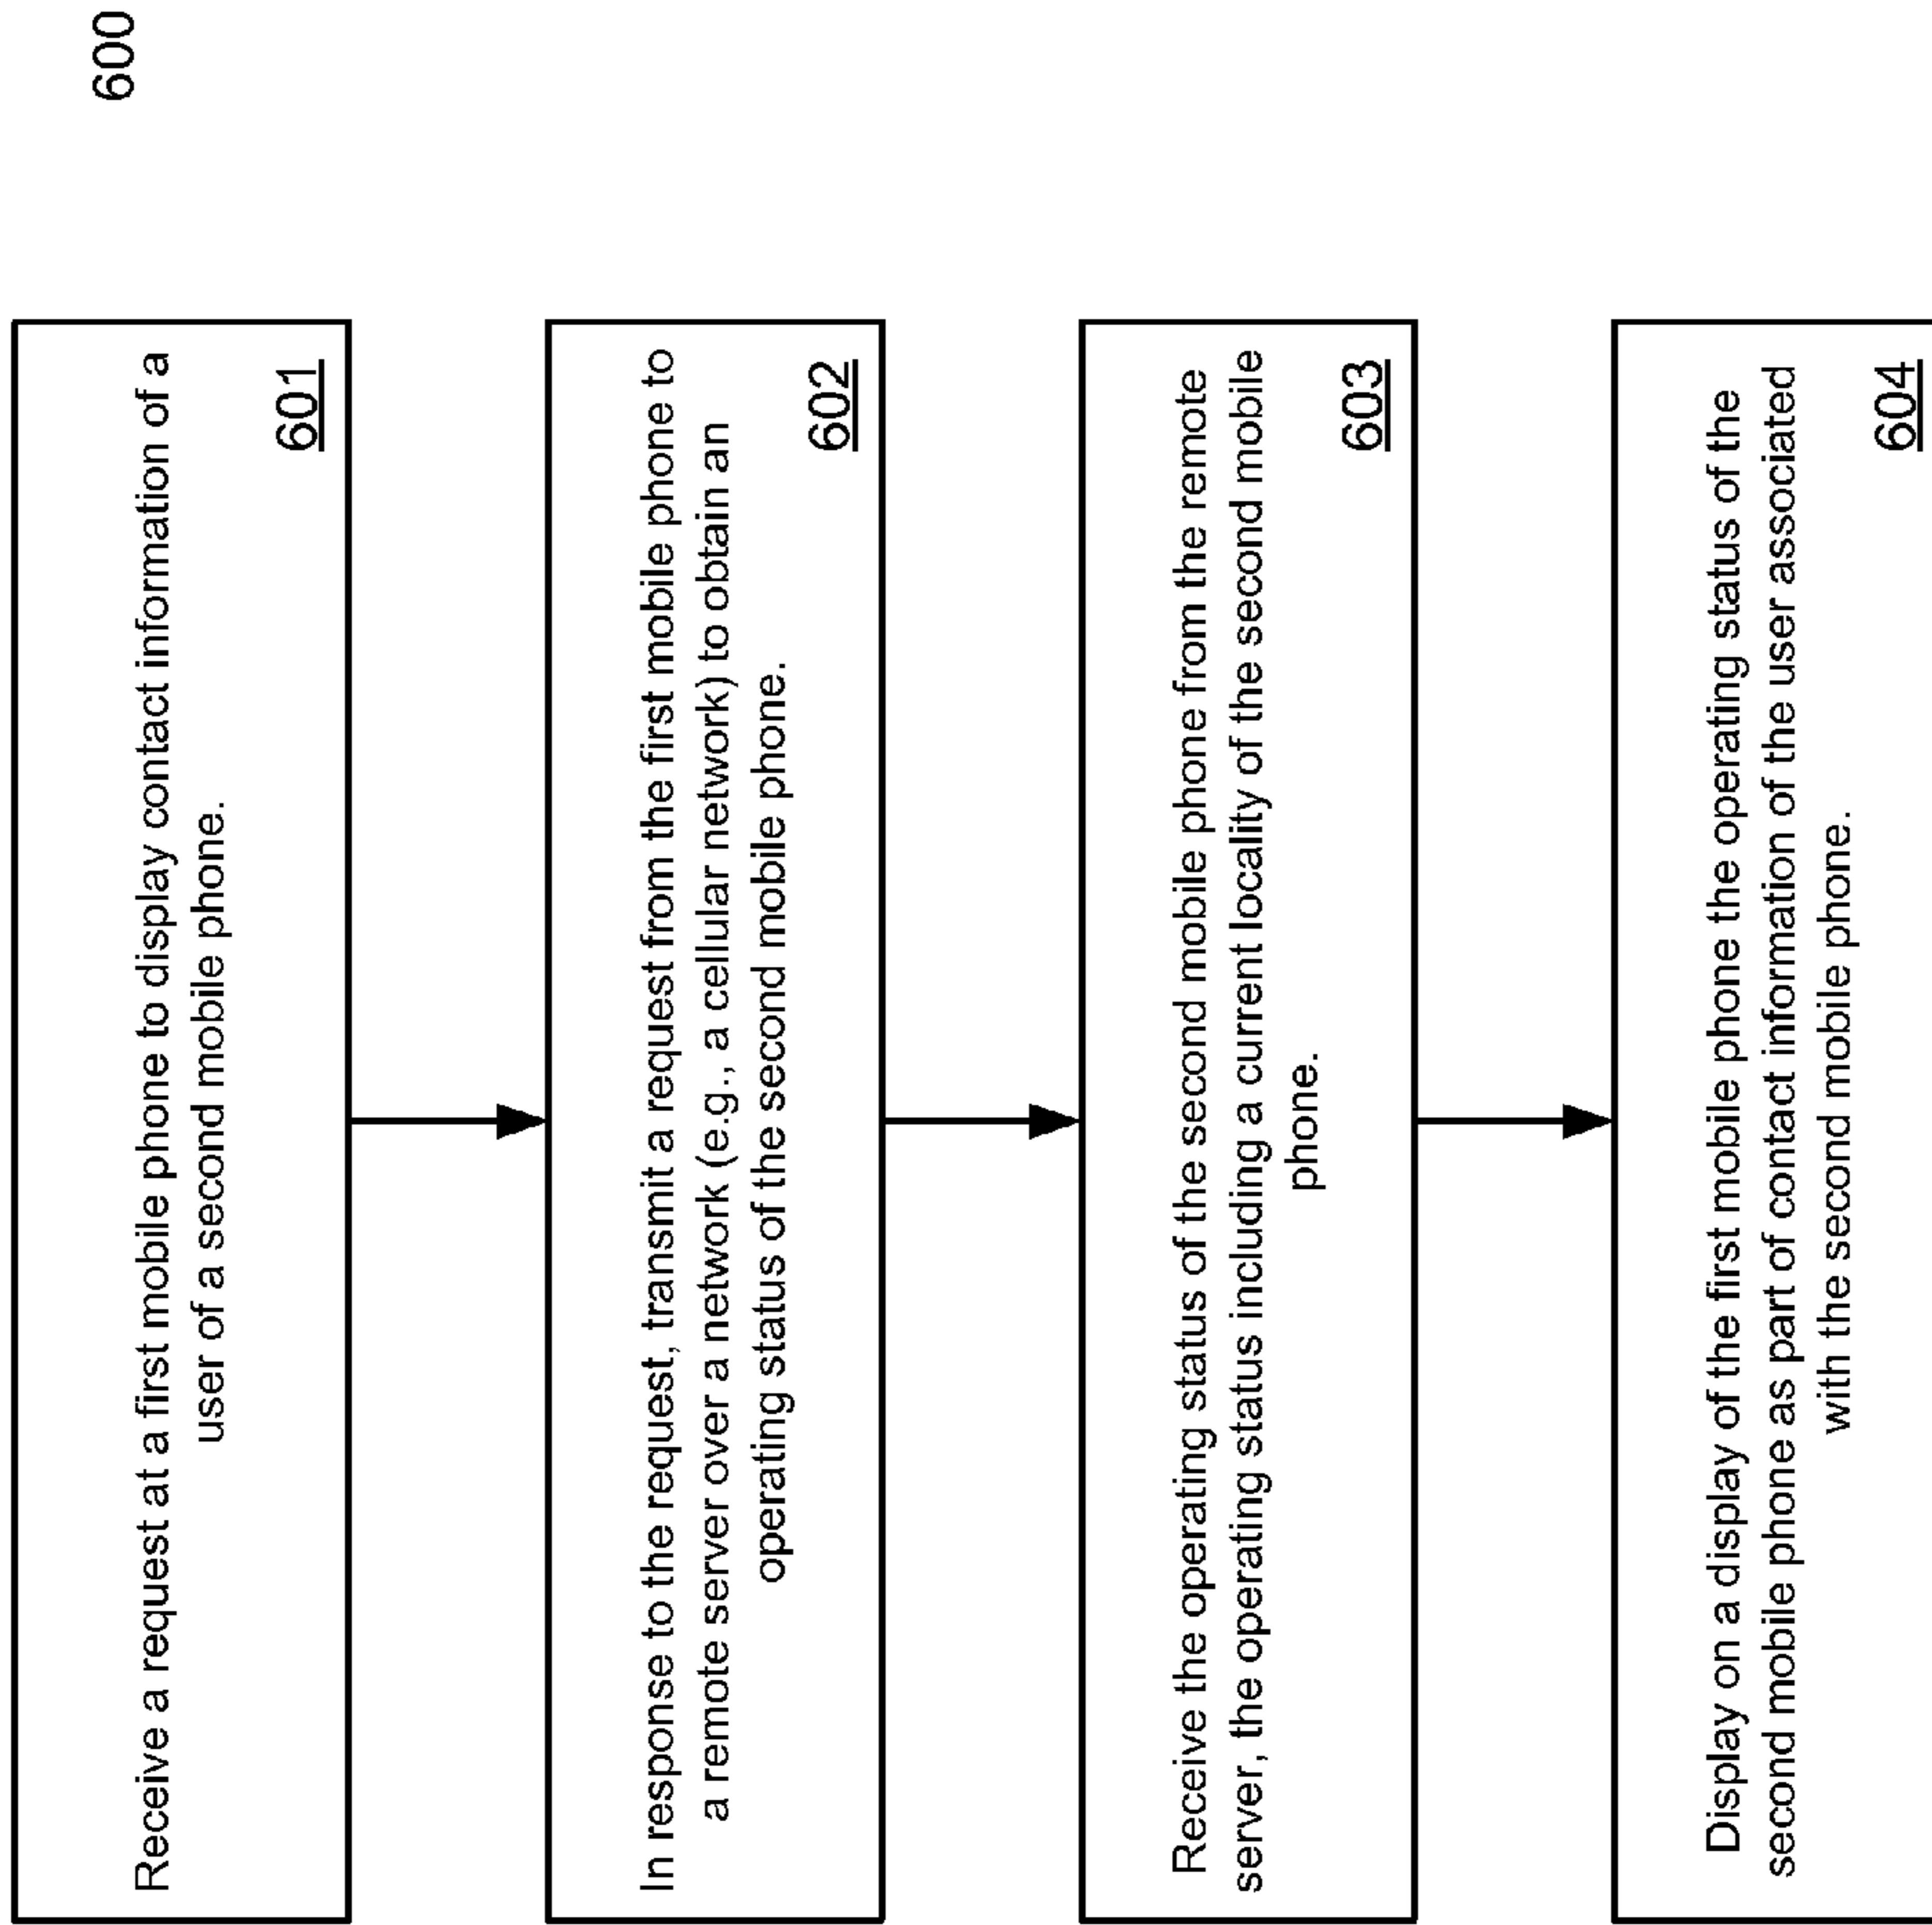 600
Receive a request at a first mobile phone to display contact information of a
user of a second mobile phone.
601
In response to the request, transmit a request from the first mobile phone to
a remote server over a network (e.g., a cellular network) to obtain an
operating status of the second mobile phone.
602
Receive the operating status of the second mobile phone from the remote
server, the operating status including a current locality of the second mobile
phone.
603
Display on a display of the first mobile phone the operating status of the
second mobile phone as part of contact information of the user associated
with the second mobile phone.
604